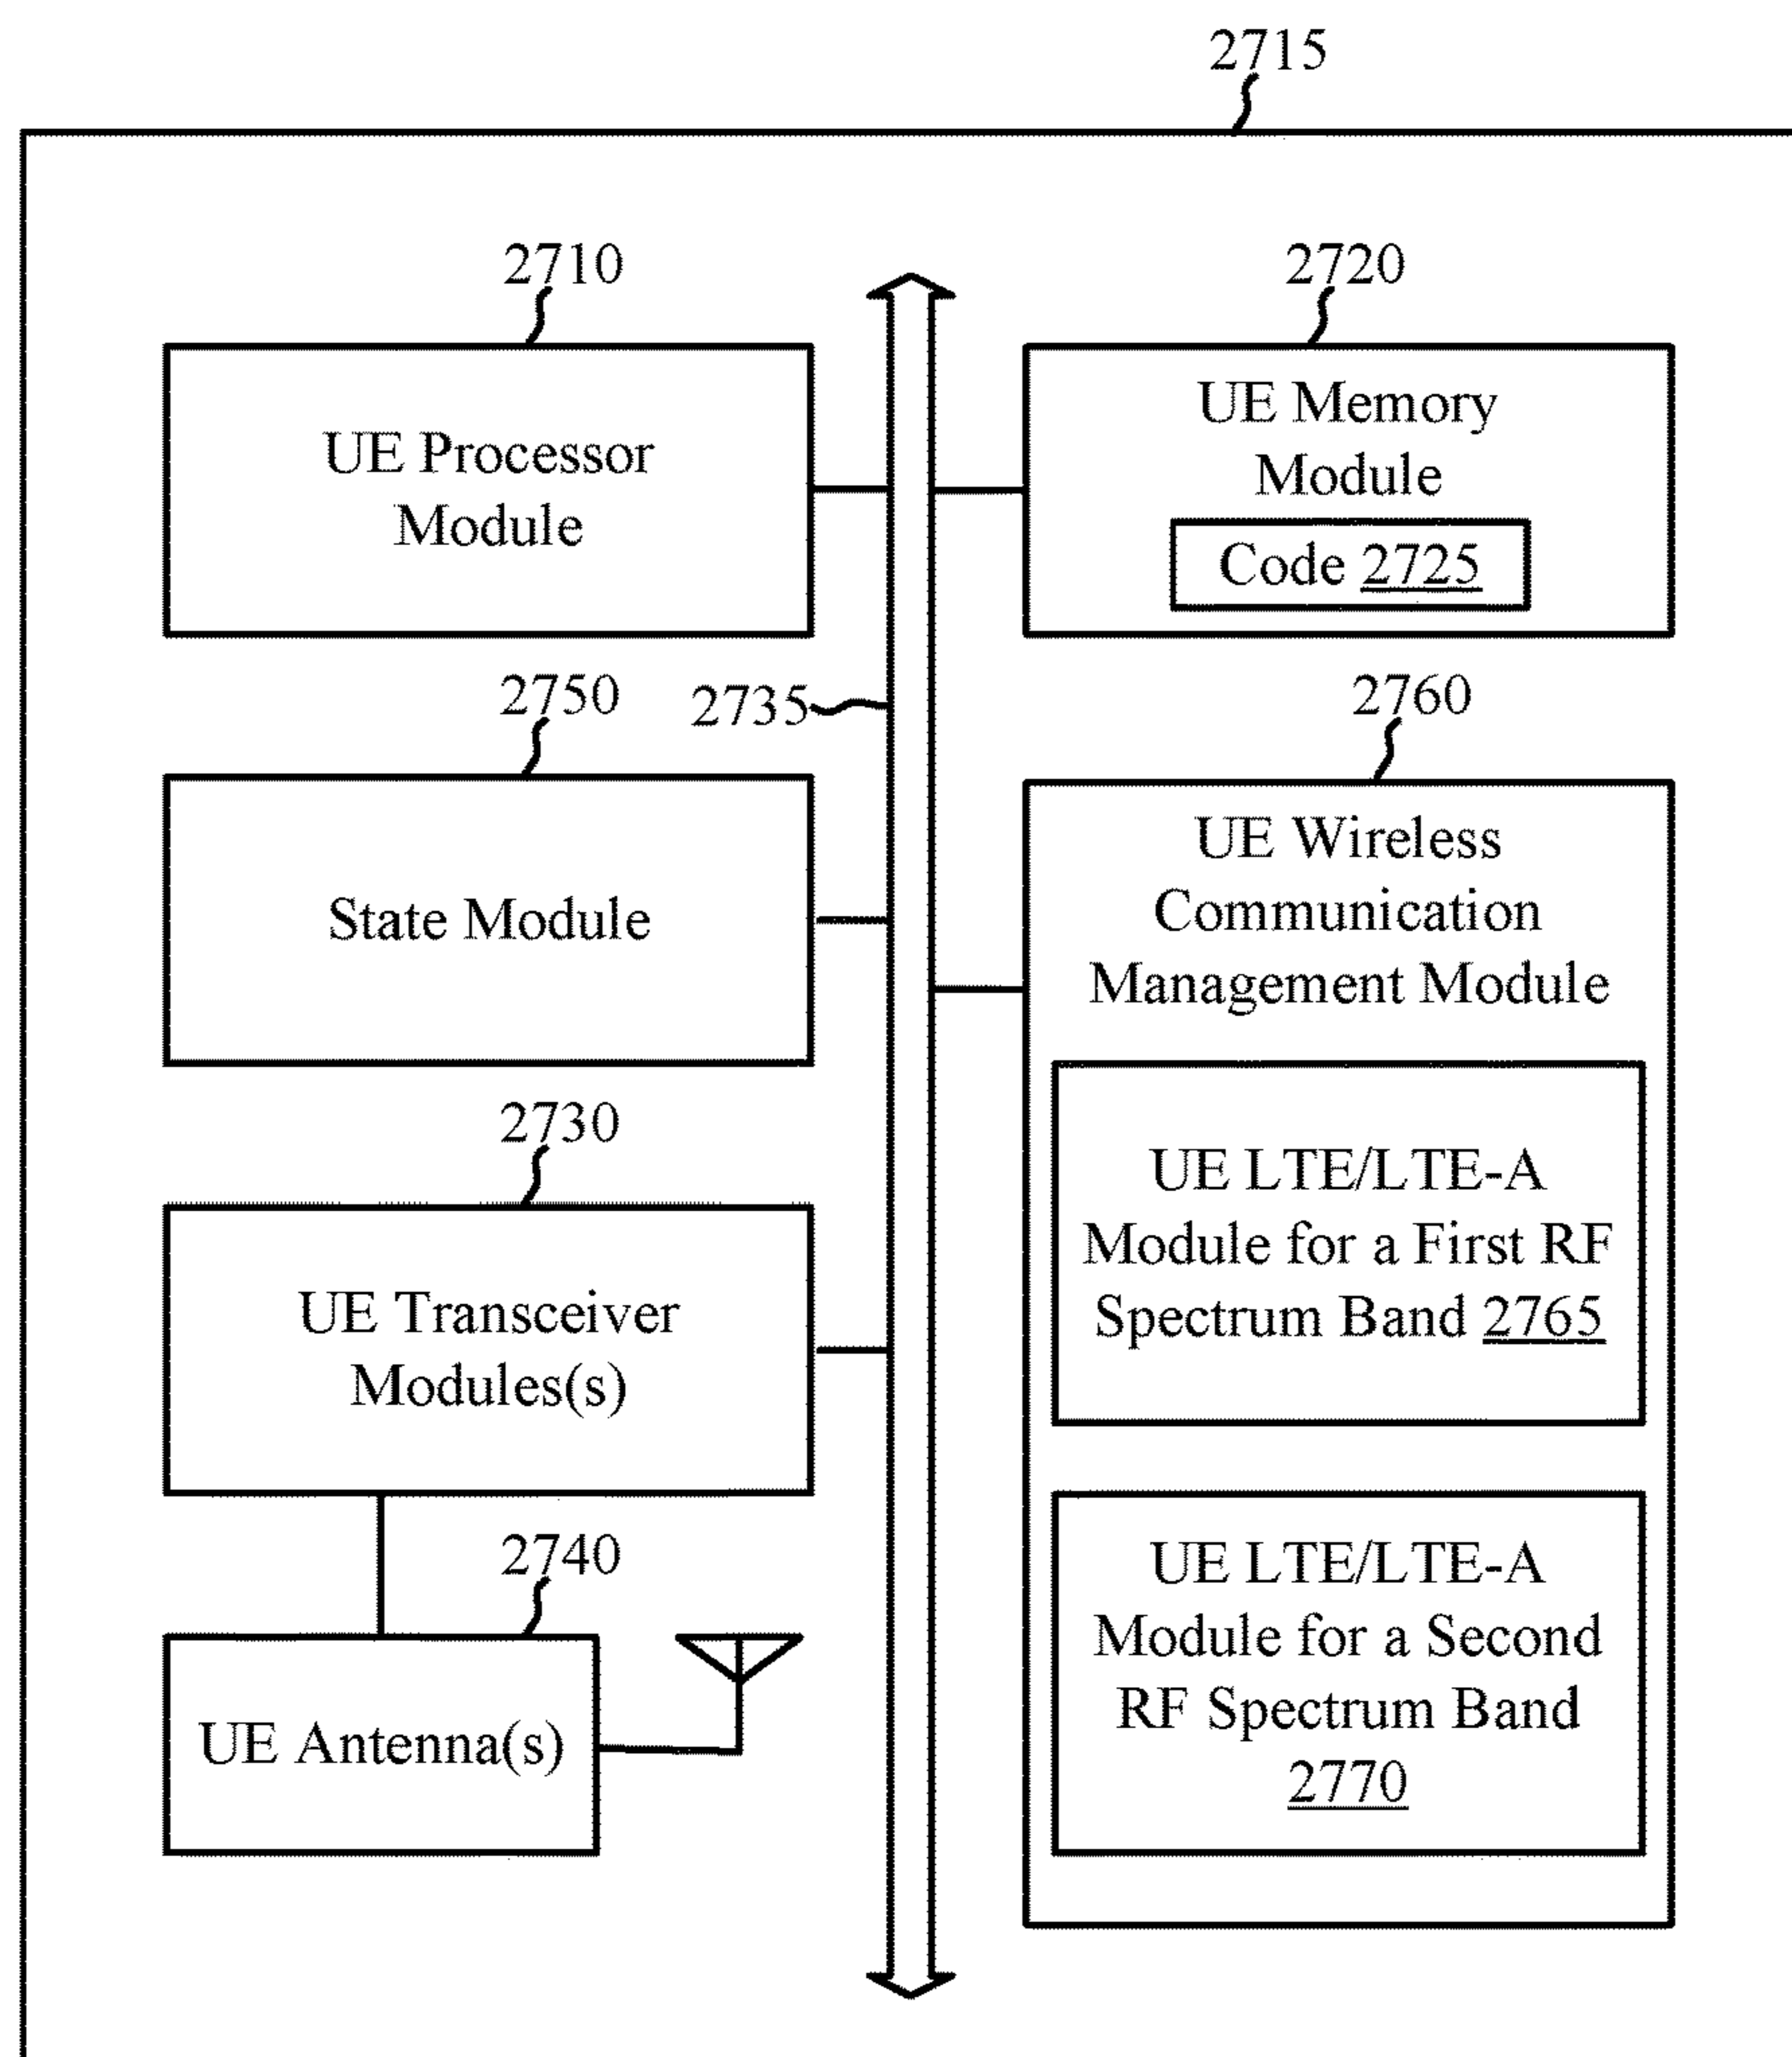 2715
2710
UE Processor
Module
2720
UE Memory
Module
Code 2725
2750
State Module
2735
2760
UE Wireless
Communication
Management Module
UE LTE/LTE-A
Module for a First RF
Spectrum Band 2765
UE LTE/LTE-A
Module for a Second
RF Spectrum Band
2770
2730
UE Transceiver
Modules(s)
2740
UE Antenna(s)